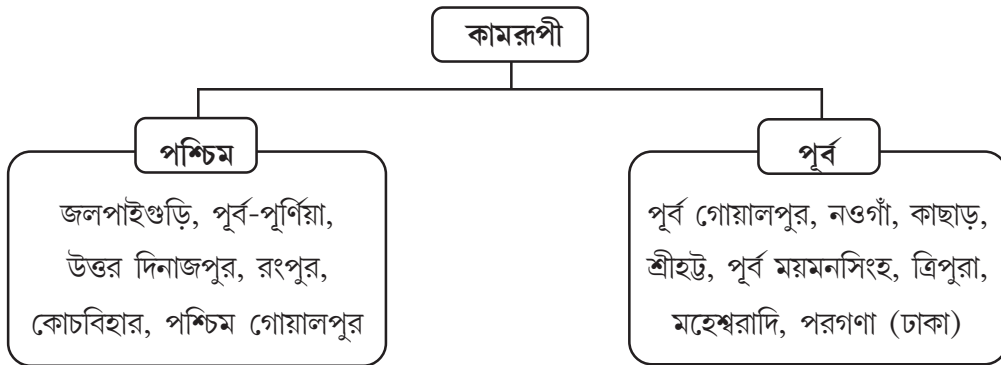 কামরূপী
পশ্চিম
জলপাইগুড়ি, পূর্ব-পূর্ণিয়া,
উত্তর দিনাজপুর, রংপুর,
কোচবিহার, পশ্চিম গোয়ালপুর
পূর্ব
পূর্ব গোয়ালপুর, নওগাঁ, কাছাড়,
শ্রীহট্ট, পূর্ব ময়মনসিংহ, ত্রিপুরা,
মহেশ্বরাদি, পরগণা (ঢাকা)